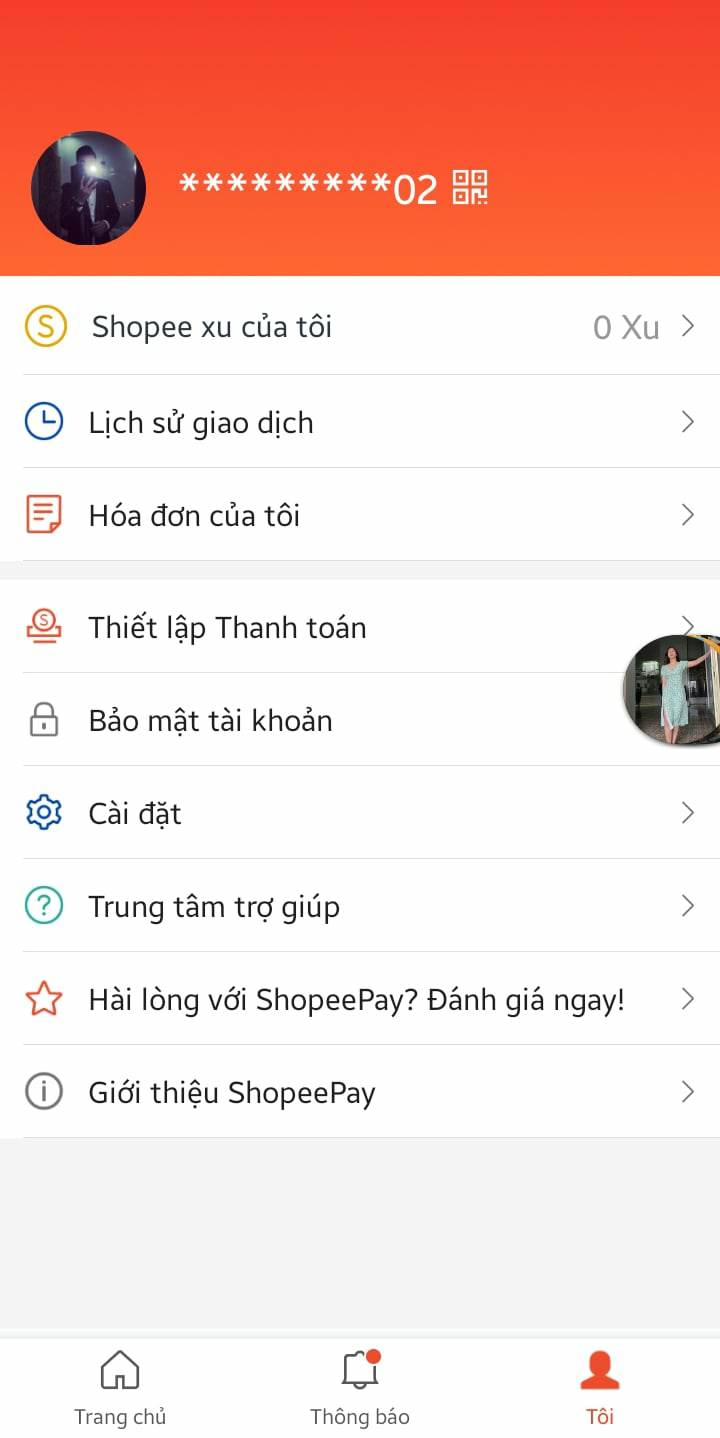 *********02
Shopee xu của tôi
0 Xu
Lịch sử giao dịch
Hóa đơn của tôi
Thiết lập Thanh toán
Bảo mật tài khoản
Cài đặt
Trung tâm trợ giúp
Hài lòng với ShopeePay? Đánh giá ngay!
Giới thiệu ShopeePay
Trang chủ
Thông báo
Tôi